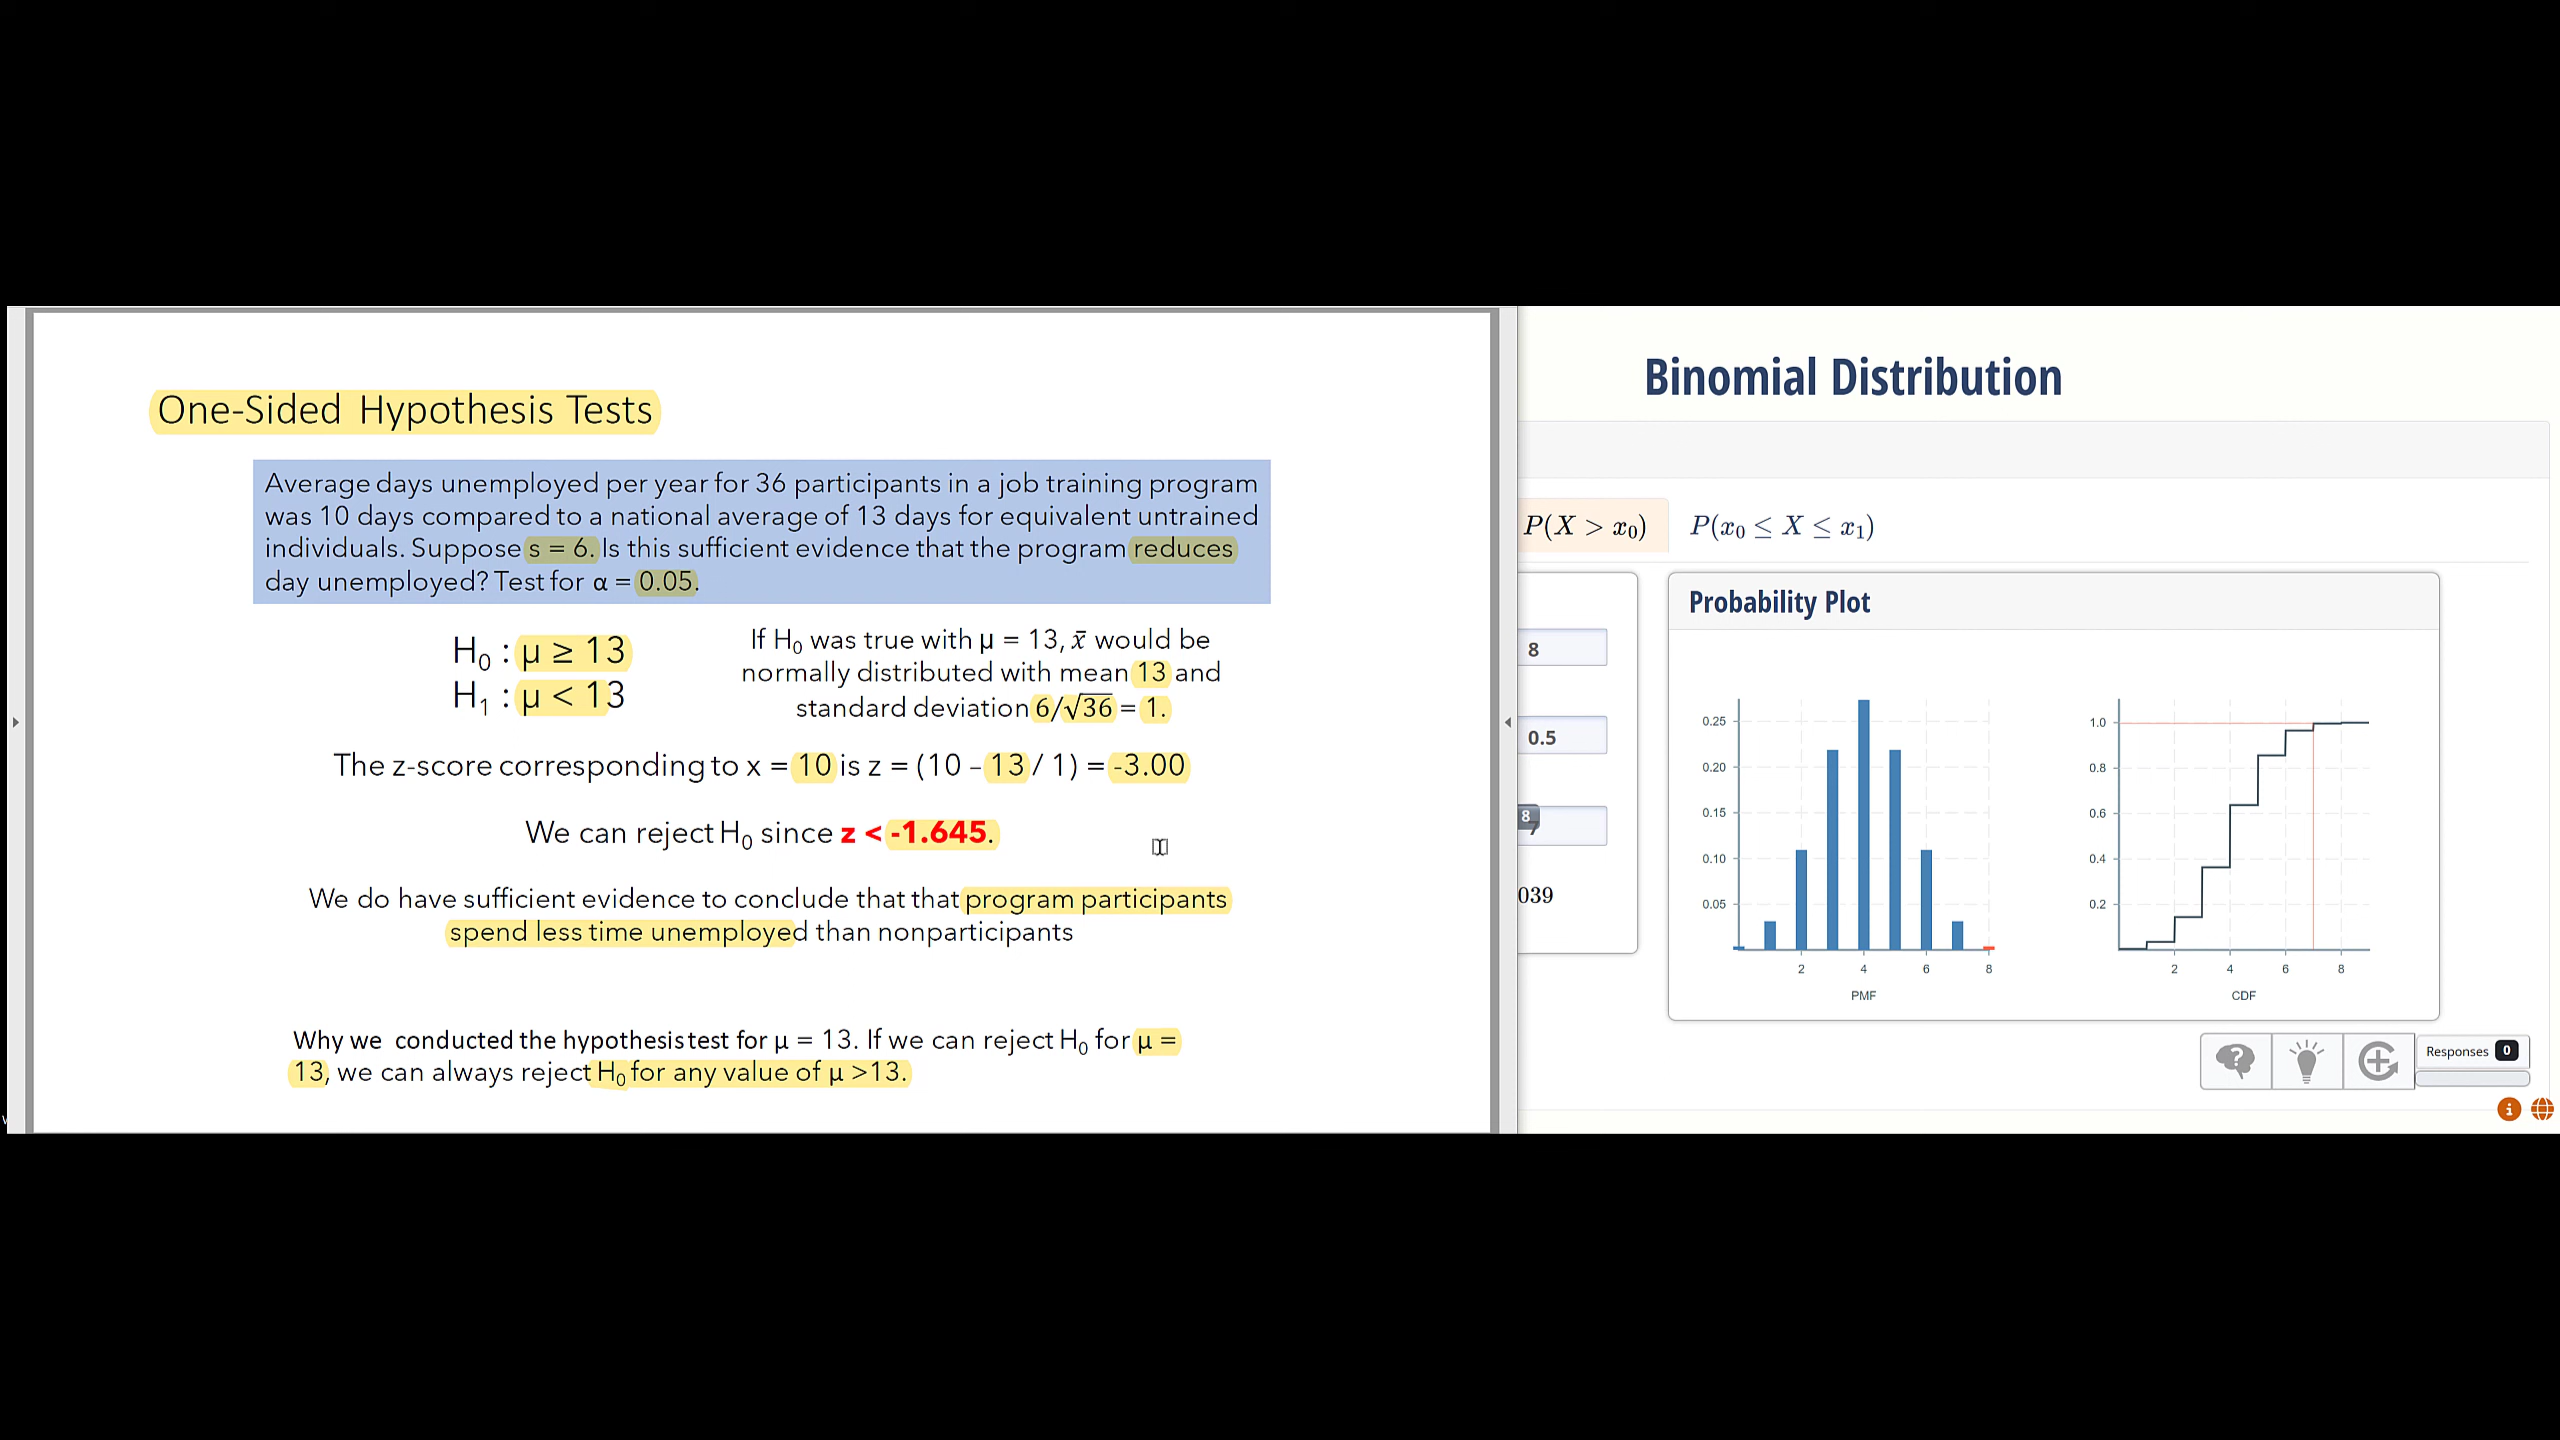 One-Sided Hypothesis Tests
Average days unemployed per year for 36 participants in a job training program
was 10 days compared to a national average of 13 days for equivalent untrained
individuals. Suppose s = 6. Is this sufficient evidence that the program reduces
day unemployed? Test for α = 0.05.
H₀ : μ ≥ 13
H₁ : μ < 13
If H₀ was true with μ = 13, x̄ would be
normally distributed with mean 13 and
standard deviation 6/√36 = 1.
The z-score corresponding to x = 10 is z = (10 – 13 / 1) = -3.00
We can reject H₀ since z < -1.645.
We do have sufficient evidence to conclude that that program participants
spend less time unemployed than nonparticipants
Why we conducted the hypothesis test for μ = 13. If we can reject H₀ for μ =
13, we can always reject H₀ for any value of μ >13.
Binomial Distribution
P(X > x₀) P(x₀ ≤ X ≤ x₁)
8
0.5
8
7
039
Probability Plot
0.25
0.20
0.15
0.10
0.05
2 4 6 8
PMF
1.0
0.8
0.6
0.4
0.2
2 4 6 8
CDF
Responses 0